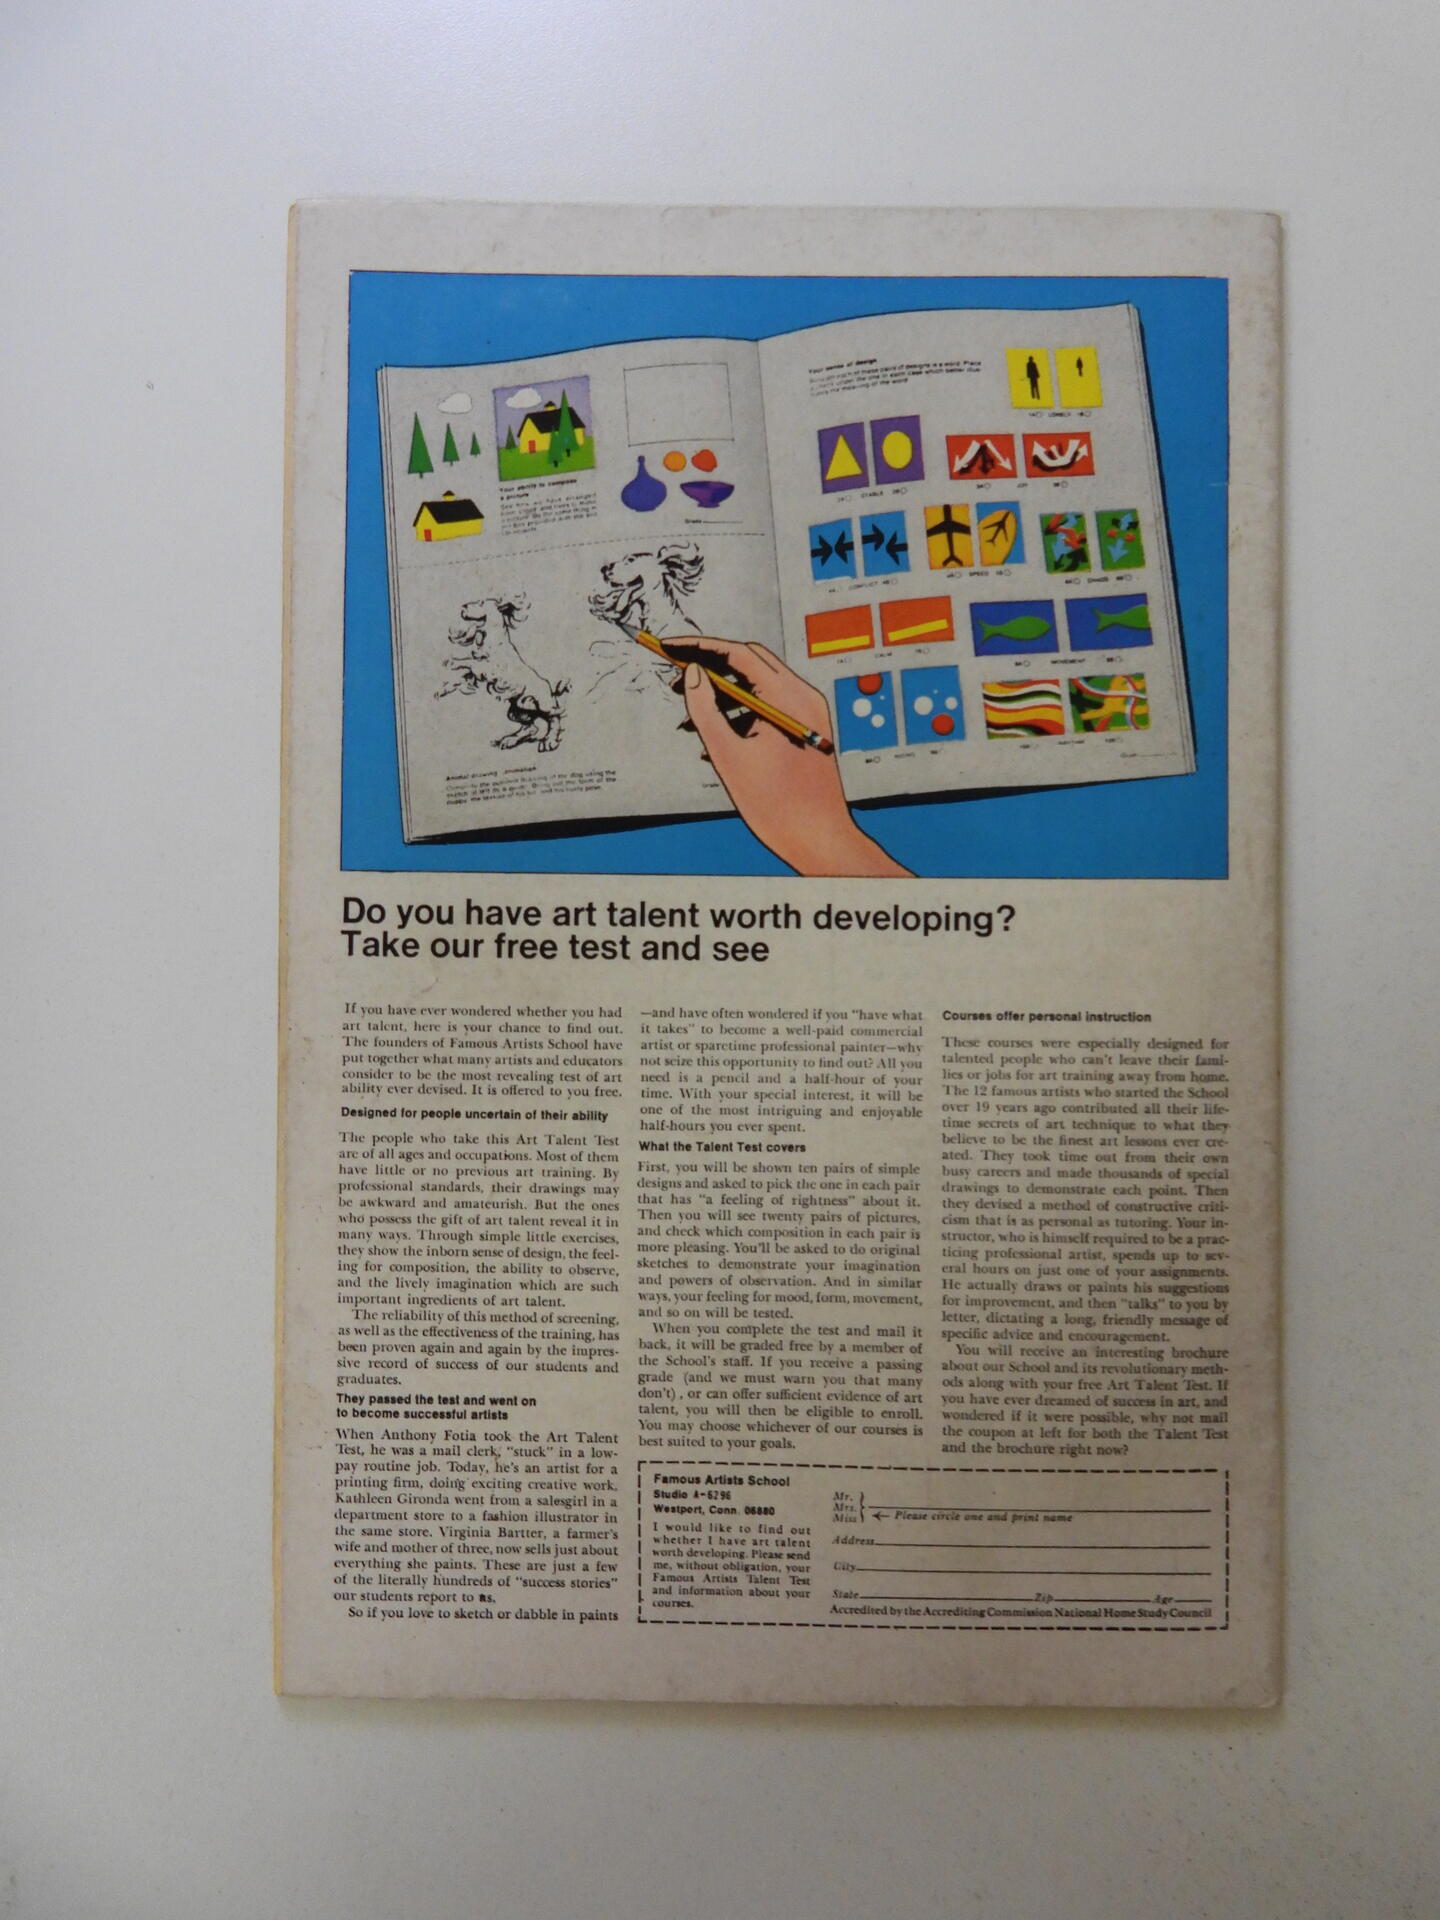 Your ability to compose
a picture
Grade
Animal drawing animation
Grade
Your sense of design
1A LONELY 1B
2A STABLE 2B
3A JOY 3B
CONFLICT
SPEED
CHAOS
CALM
MOVEMENT
RISING
Do you have art talent worth developing?
Take our free test and see
If you have ever wondered whether you had
art talent, here is your chance to find out.
The founders of Famous Artists School have
put together what many artists and educators
consider to be the most revealing test of art
ability ever devised. It is offered to you free.
Designed for people uncertain of their ability
The people who take this Art Talent Test
are of all ages and occupations. Most of them
have little or no previous art training. By
professional standards, their drawings may
be awkward and amateurish. But the ones
who possess the gift of art talent reveal it in
many ways. Through simple little exercises,
they show the inborn sense of design, the feel-
ing for composition, the ability to observe,
and the lively imagination which are such
important ingredients of art talent.
The reliability of this method of screening,
as well as the effectiveness of the training, has
been proven again and again by the impres-
sive record of success of our students and
graduates.
They passed the test and went on
to become successful artists
When Anthony Fotia took the Art Talent
Test, he was a mail clerk, "stuck" in a low-
pay routine job. Today, he's an artist for a
printing firm, doing exciting creative work.
Kathleen Gironda went from a salesgirl in a
department store to a fashion illustrator in
the same store. Virginia Bartter, a farmer's
wife and mother of three, now sells just about
everything she paints. These are just a few
of the literally hundreds of "success stories"
our students report to us.
So if you love to sketch or dabble in paints
—and have often wondered if you "have what
it takes" to become a well-paid commercial
artist or sparetime professional painter—why
not seize this opportunity to find out? All you
need is a pencil and a half-hour of your
time. With your special interest, it will be
one of the most intriguing and enjoyable
half-hours you ever spent.
What the Talent Test covers
First, you will be shown ten pairs of simple
designs and asked to pick the one in each pair
that has "a feeling of rightness" about it.
Then you will see twenty pairs of pictures,
and check which composition in each pair is
more pleasing. You'll be asked to do original
sketches to demonstrate your imagination
and powers of observation. And in similar
ways, your feeling for mood, form, movement,
and so on will be tested.
When you complete the test and mail it
back, it will be graded free by a member of
the School's staff. If you receive a passing
grade (and we must warn you that many
don't), or can offer sufficient evidence of art
talent, you will then be eligible to enroll.
You may choose whichever of our courses is
best suited to your goals.
Courses offer personal instruction
These courses were especially designed for
talented people who can't leave their fami-
lies or jobs for art training away from home.
The 12 famous artists who started the School
over 19 years ago contributed all their life-
time secrets of art technique to what they
believe to be the finest art lessons ever cre-
ated. They took time out from their own
busy careers and made thousands of special
drawings to demonstrate each point. Then
they devised a method of constructive criti-
cism that is as personal as tutoring. Your in-
structor, who is himself required to be a prac-
ticing professional artist, spends up to sev-
eral hours on just one of your assignments.
He actually draws or paints his suggestions
for improvement, and then "talks" to you by
letter, dictating a long, friendly message of
specific advice and encouragement.
You will receive an interesting brochure
about our School and its revolutionary meth-
ods along with your free Art Talent Test. If
you have ever dreamed of success in art, and
wondered if it were possible, why not mail
the coupon at left for both the Talent Test
and the brochure right now?
Famous Artists School
Studio A-6296
Westport, Conn. 06880
I would like to find out
whether I have art talent
worth developing. Please send
me, without obligation, your
Famous Artists Talent Test
and information about your
courses.
Mr.
Mrs.
Miss
Please circle one and print name
Address
City
State Zip Age
Accredited by the Accrediting Commission National Home Study Council